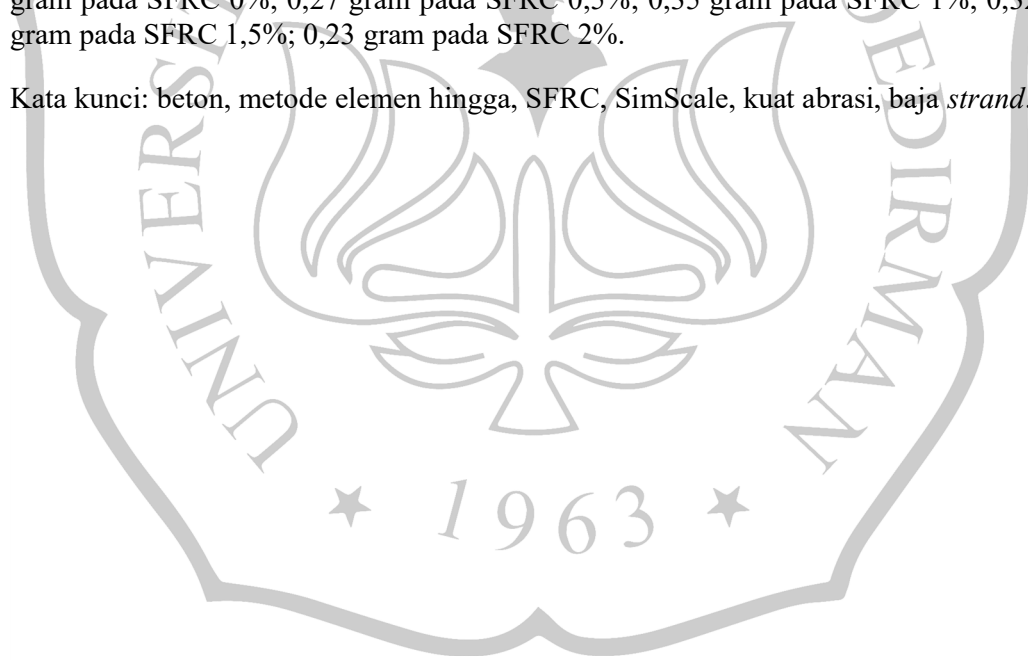 gram pada SFRC 0%; 0,27 gram pada SFRC 0,5%; 0,35 gram pada SFRC 1%;
gram pada SFRC 1,5%; 0,23 gram pada SFRC 2%.
Kata kunci: beton, metode elemen hingga, SFRC, SimScale, kuat abrasi, baja strand.
UNIVERSI
SEDIRMAN
1963